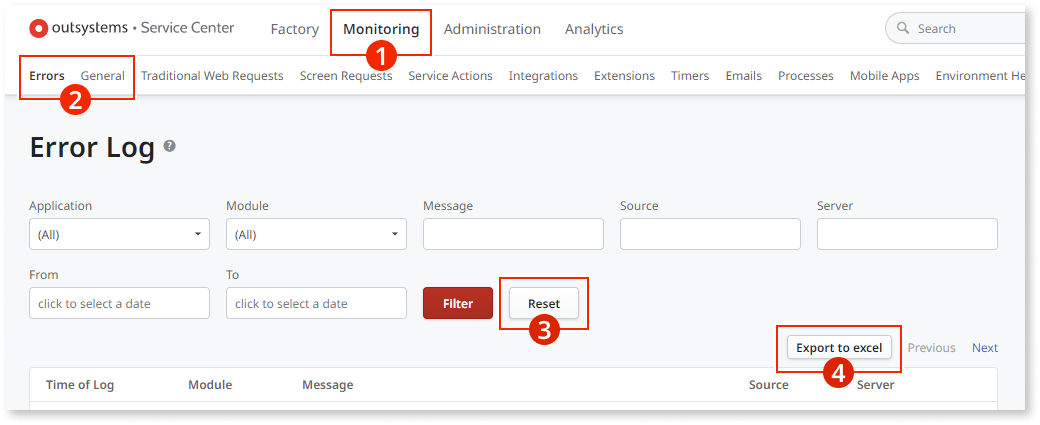 outsystems • Service Center Factory Monitoring Administration Analytics Search
1
Errors General Traditional Web Requests Screen Requests Service Actions Integrations Extensions Timers Emails Processes Mobile Apps Environment He
2
Error Log ?
Application Module Message Source Server
(All) (All)
From To
click to select a date click to select a date Filter Reset
3
Export to excel Previous Next
4
Time of Log Module Message Source Server